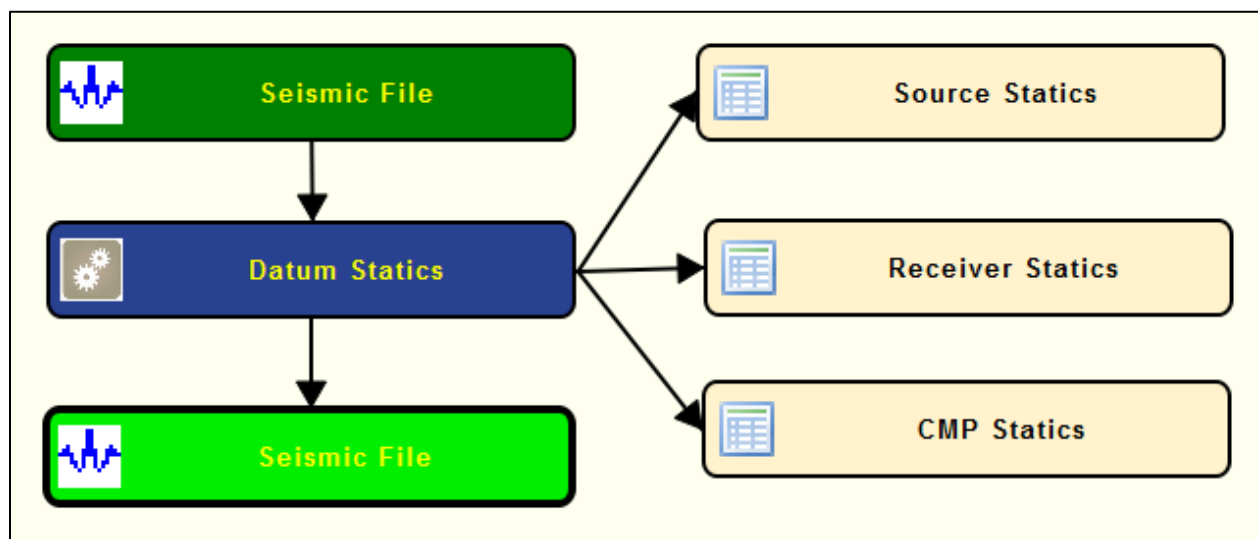 Seismic File
Source Statics
Datum Statics
Receiver Statics
Seismic File
CMP Statics